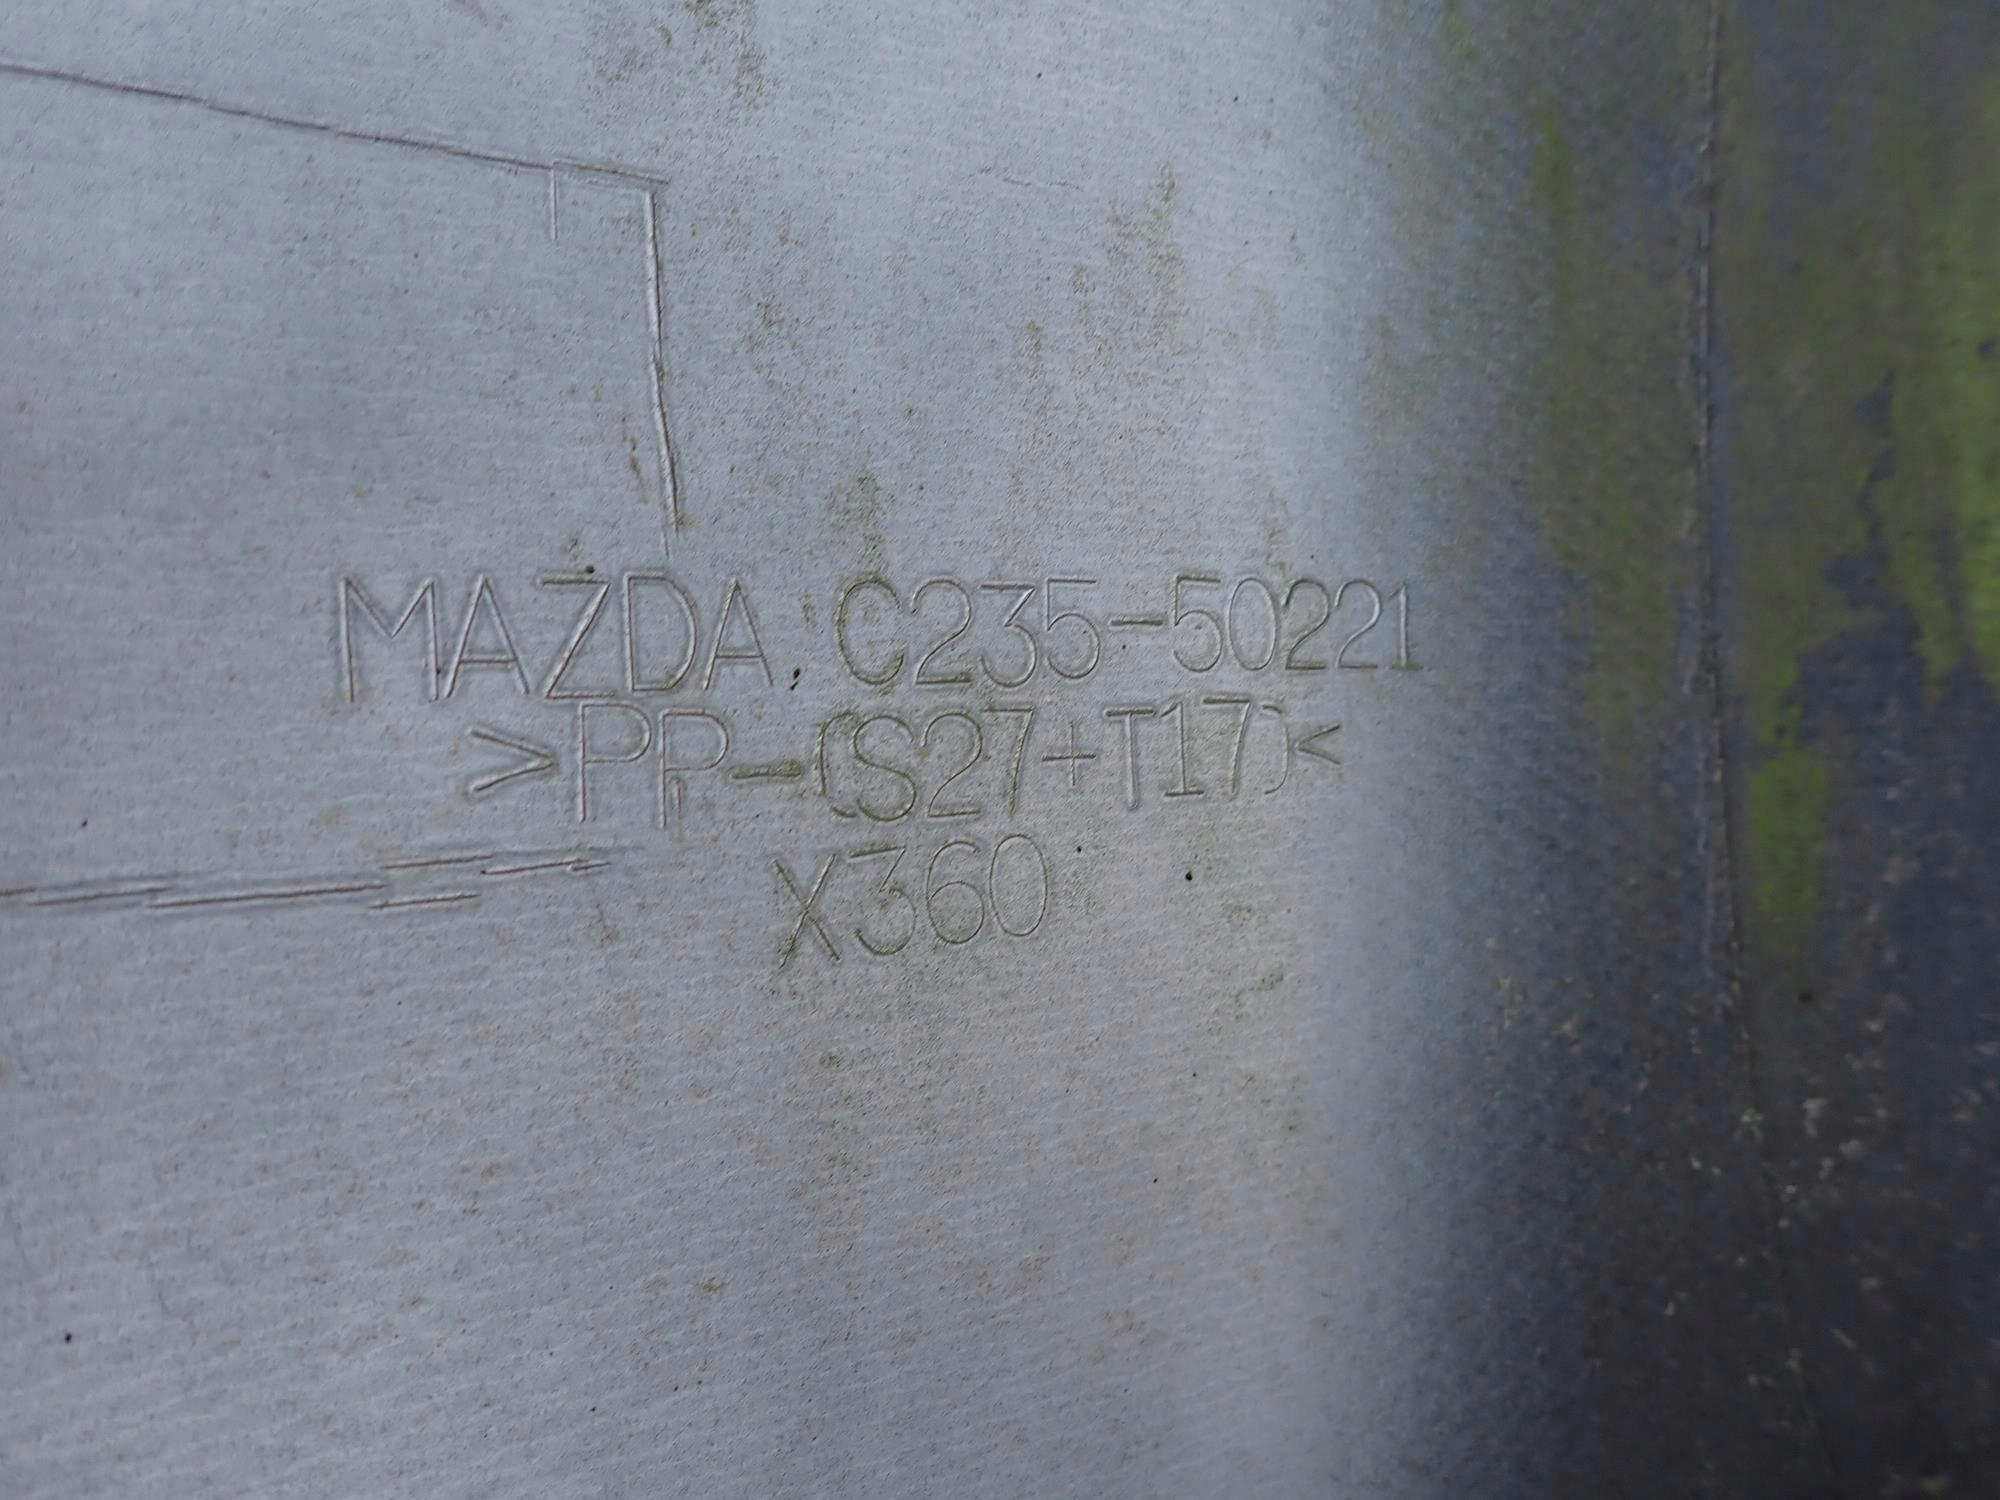 MAZDA C235-50221
>PP-(S27+T17)<
X360